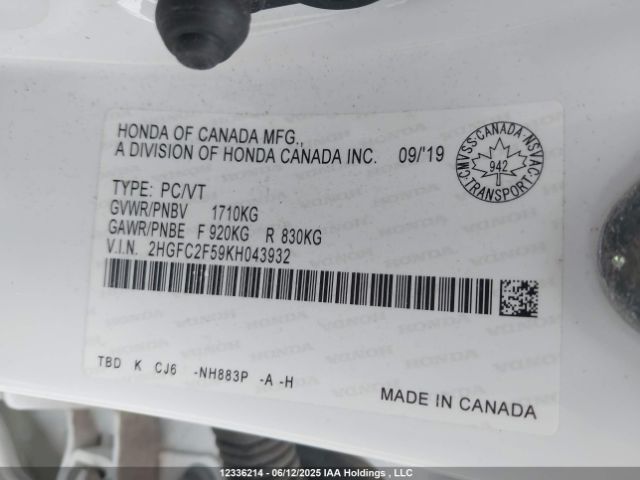 HONDA OF CANADA MFG.,
A DIVISION OF HONDA CANADA INC. 09/'19
CMVSS-CANADA-NSVAC
942
TRANSPORT
TYPE: PC/VT
GVWR/PNBV 1710KG
GAWR/PNBE F 920KG R 830KG
V.I.N. 2HGFC2F59KH043932
TBD K CJ6 -NH883P -A -H
MADE IN CANADA
12336214 - 06/12/2025 IAA Holdings , LLC